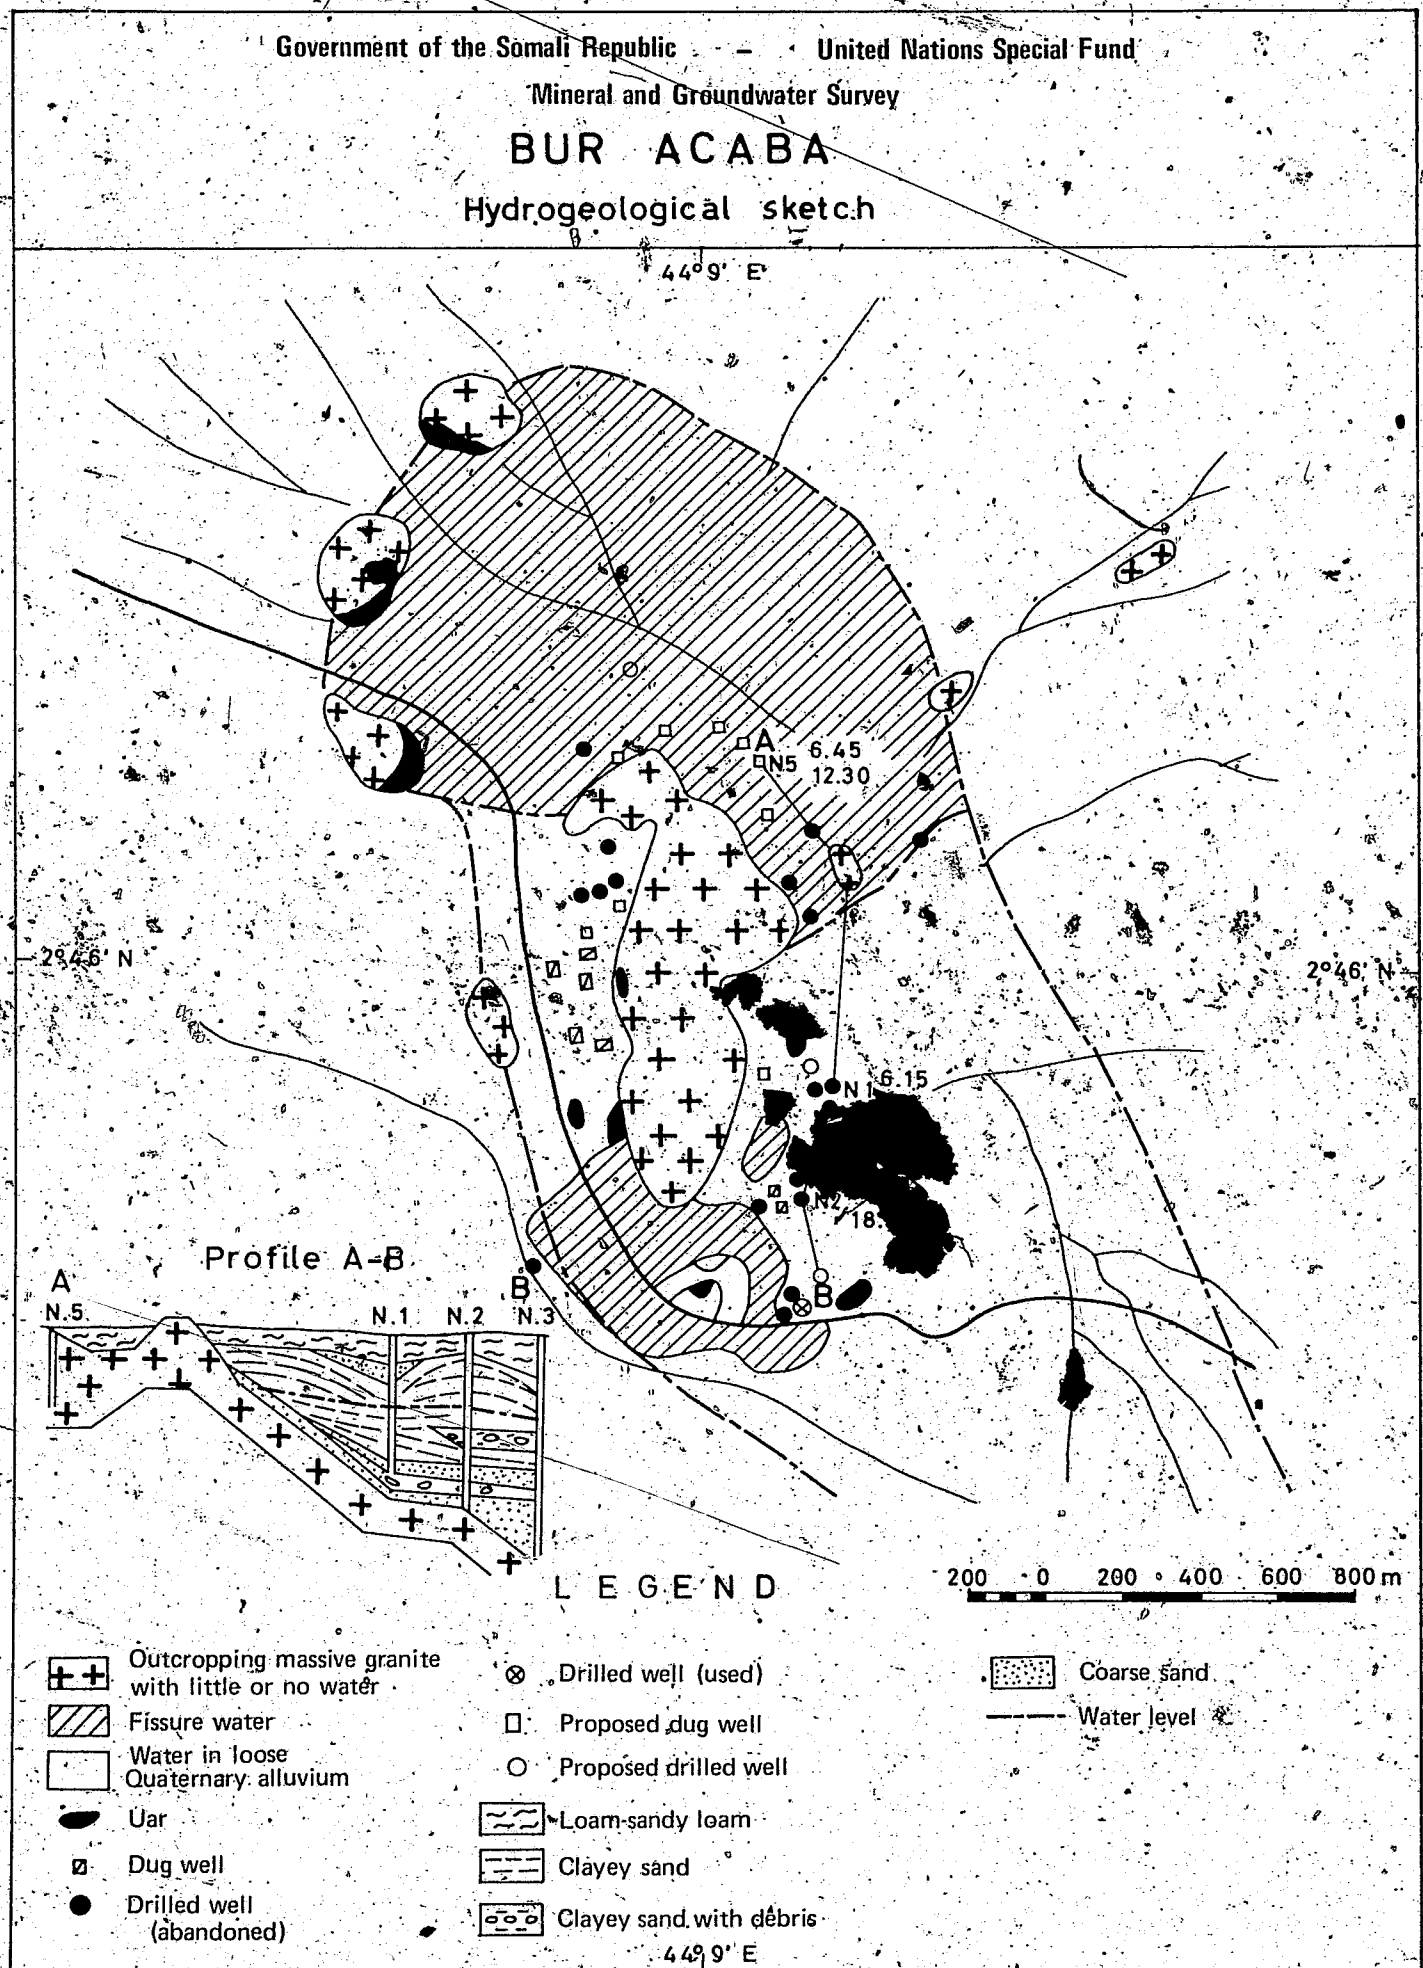 Government of the Somali Republic - United Nations Special Fund
Mineral and Groundwater Survey
BUR ACABA
Hydrogeological sketch
44°9' E
A
N5 6.45
12.30
2°46' N
2°46' N
N1 6.15
N2
18.
B
B
Profile A-B
A
N.5
N.1 N.2 N.3
LEGEND
200 0 200 400 600 800 m
Outcropping massive granite
with little or no water
Fissure water
Water in loose
Quaternary alluvium
Uar
Dug well
Drilled well
(abandoned)
Drilled well (used)
Proposed dug well
Proposed drilled well
Loam-sandy loam
Clayey sand
Clayey sand with debris
Coarse sand
Water level
44°9' E